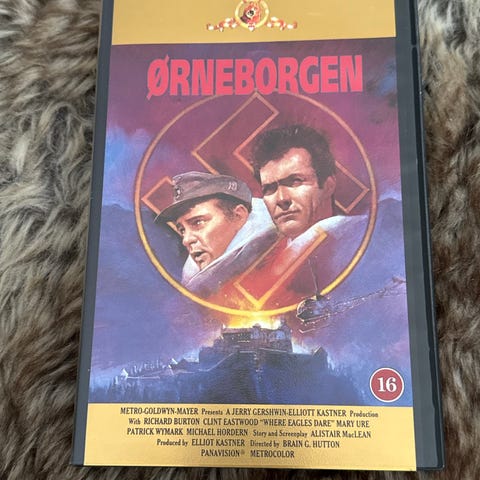 ØRNEBORGEN
16
METRO-GOLDWYN-MAYER Presents A JERRY GERSHWIN-ELLIOTT KASTNER Production
With RICHARD BURTON CLINT EASTWOOD "WHERE EAGLES DARE" MARY URE
PATRICK WYMARK MICHAEL HORDERN Story and Screenplay ALISTAIR MacLEAN
Produced by ELLIOT KASTNER Directed by BRAIN G. HUTTON
PANAVISION® METROCOLOR